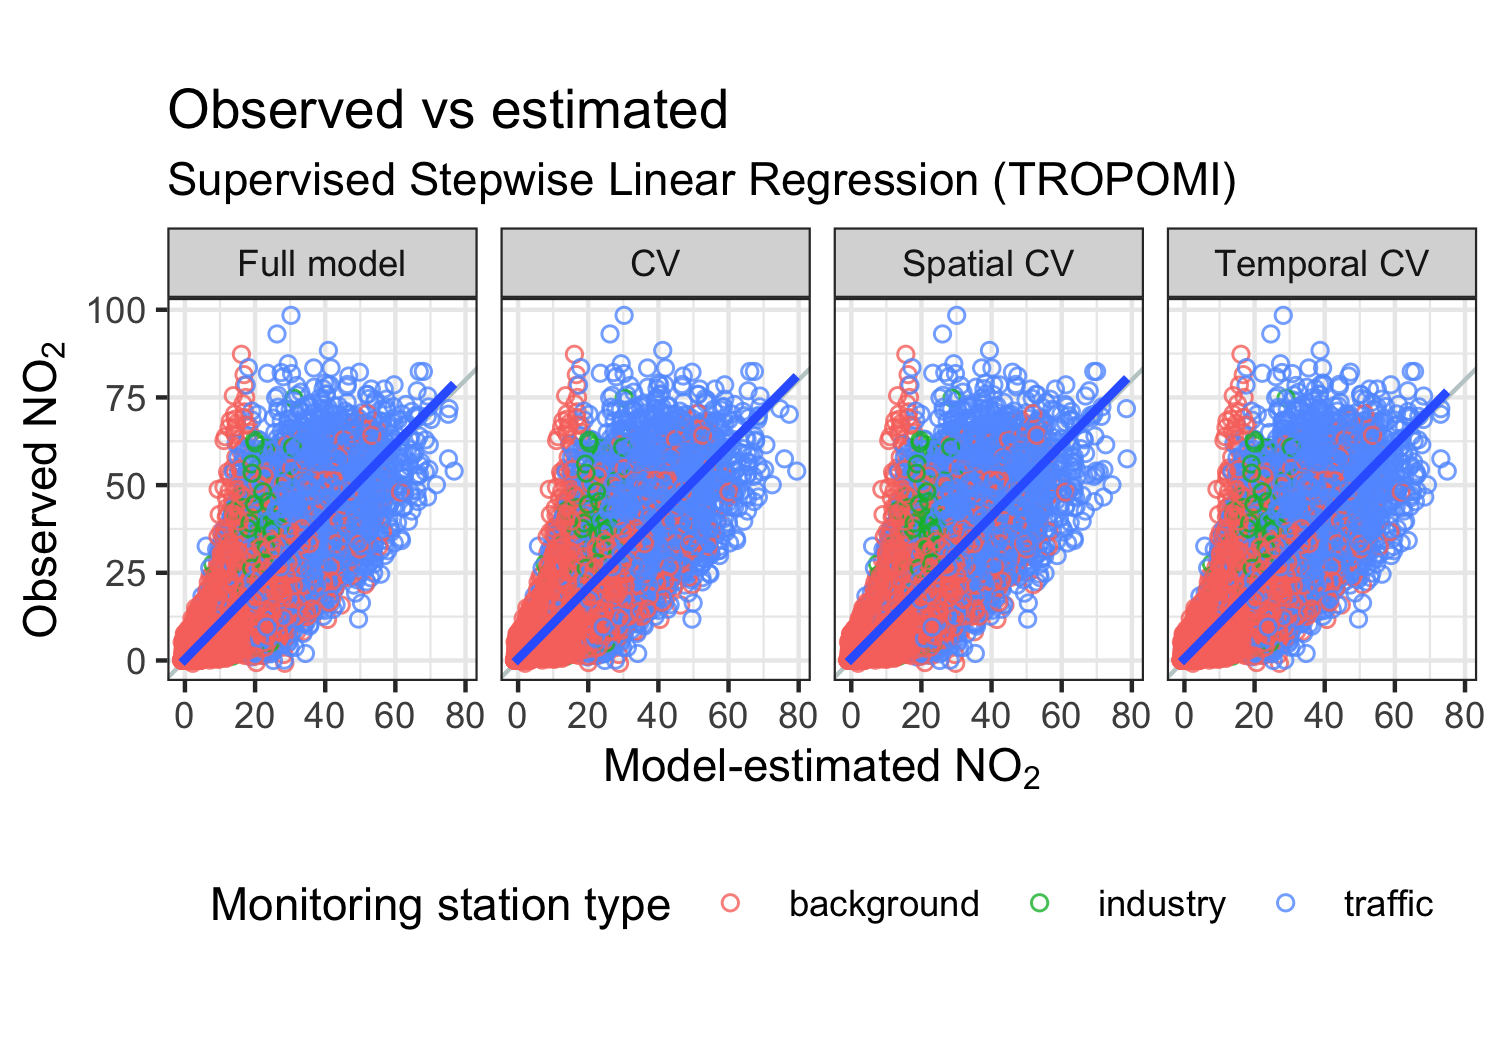 Observed vs estimated
Supervised Stepwise Linear Regression (TROPOMI)
Full model CV Spatial CV Temporal CV
100
75
50
25
0
Observed NO2
0 20 40 60 80 0 20 40 60 80 0 20 40 60 80 0 20 40 60 80
Model-estimated NO2
Monitoring station type background industry traffic